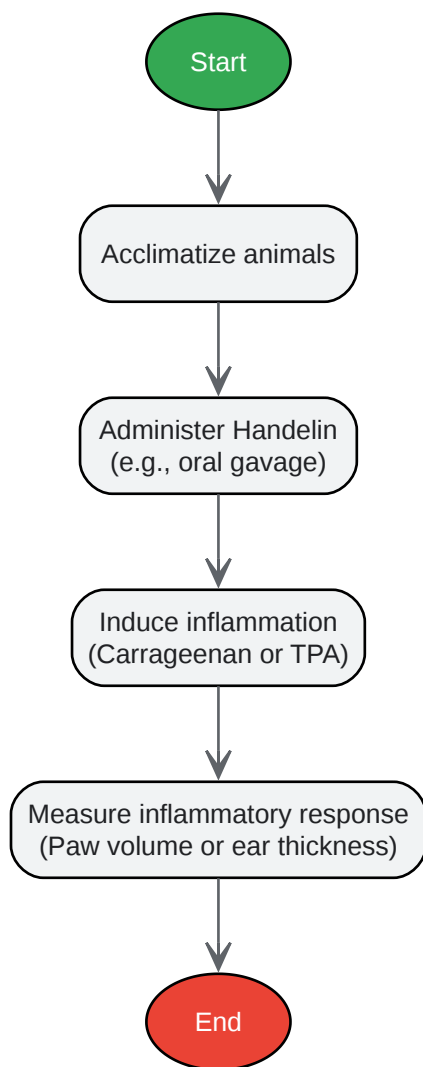 Start
Acclimatize animals
Administer Handelin
(e.g., oral gavage)
Induce inflammation
(Carrageenan or TPA)
Measure inflammatory response
(Paw volume or ear thickness)
End